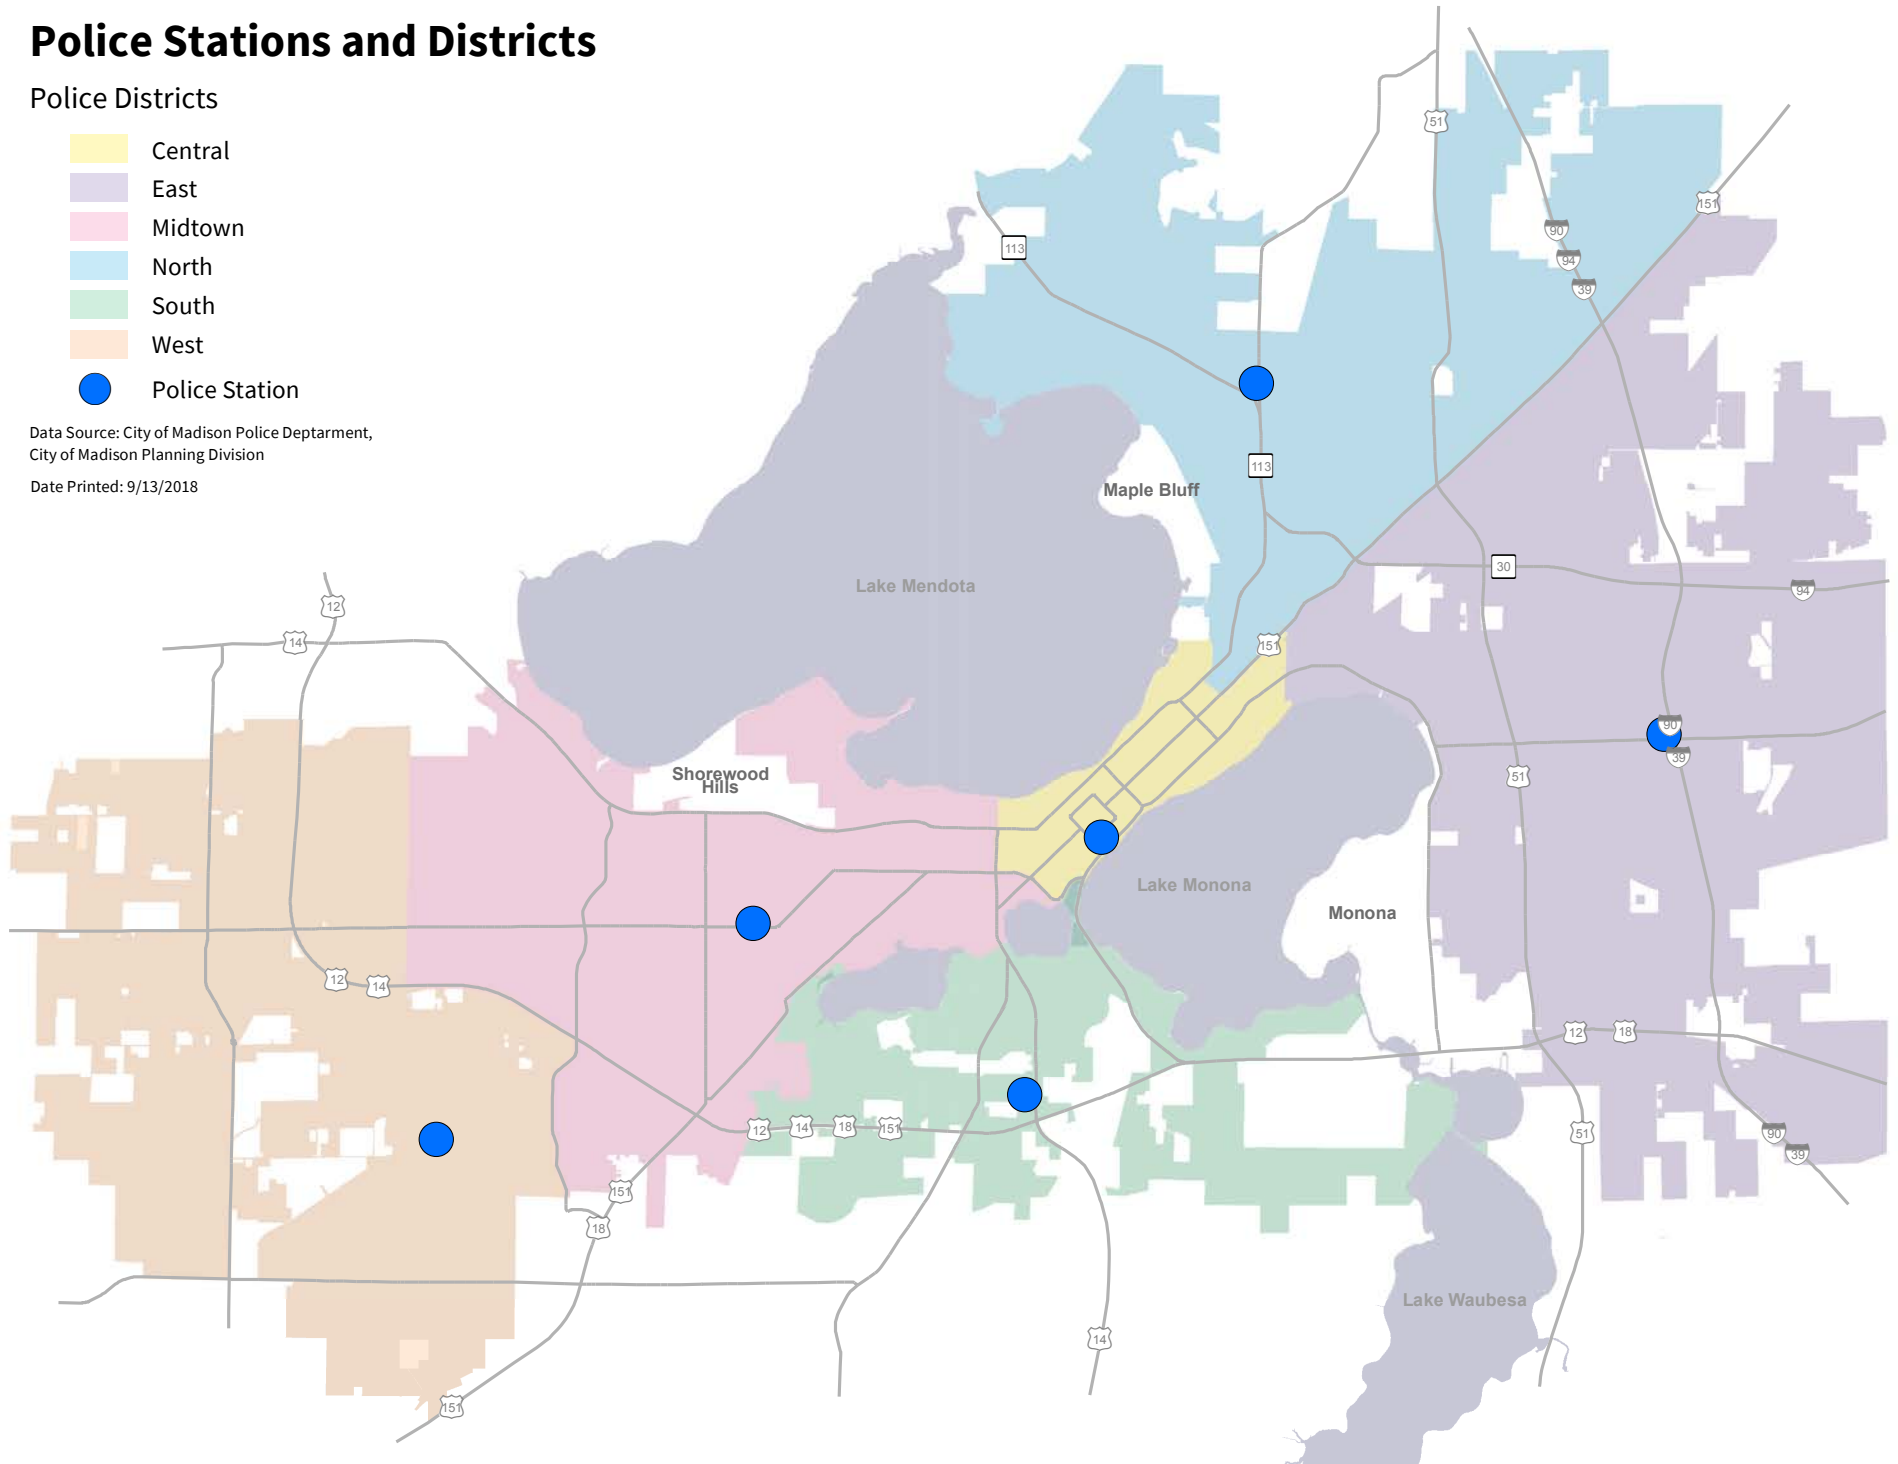 Police Stations and Districts
Police Districts
Central
East
Midtown
North
South
West
Police Station
Data Source: City of Madison Police Deptarment,
City of Madison Planning Division
Date Printed: 9/13/2018
51
151
90
94
39
113
113
Maple Bluff
30
94
Lake Mendota
12
14
151
90
39
51
Shorewood
Hills
Lake Monona
Monona
12
14
12
18
12
14
18
151
51
90
39
151
18
Lake Waubesa
14
151